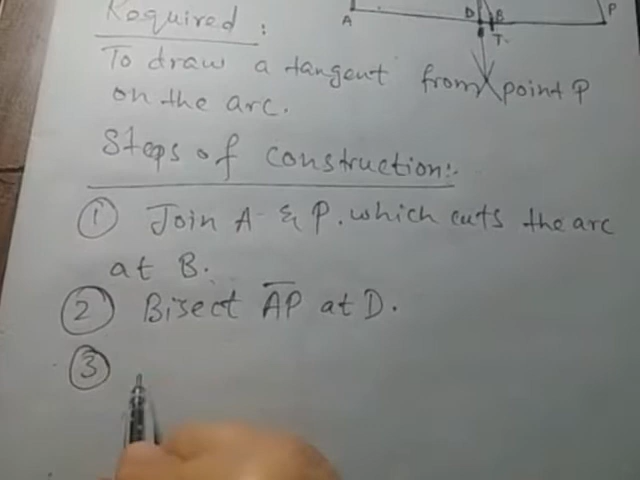 Required:
A D B P
T.
To draw a tangent from point P
on the arc.
Steps of construction:.
① Join A & P. which cuts the arc
at B.
② Bisect AP at D.
③